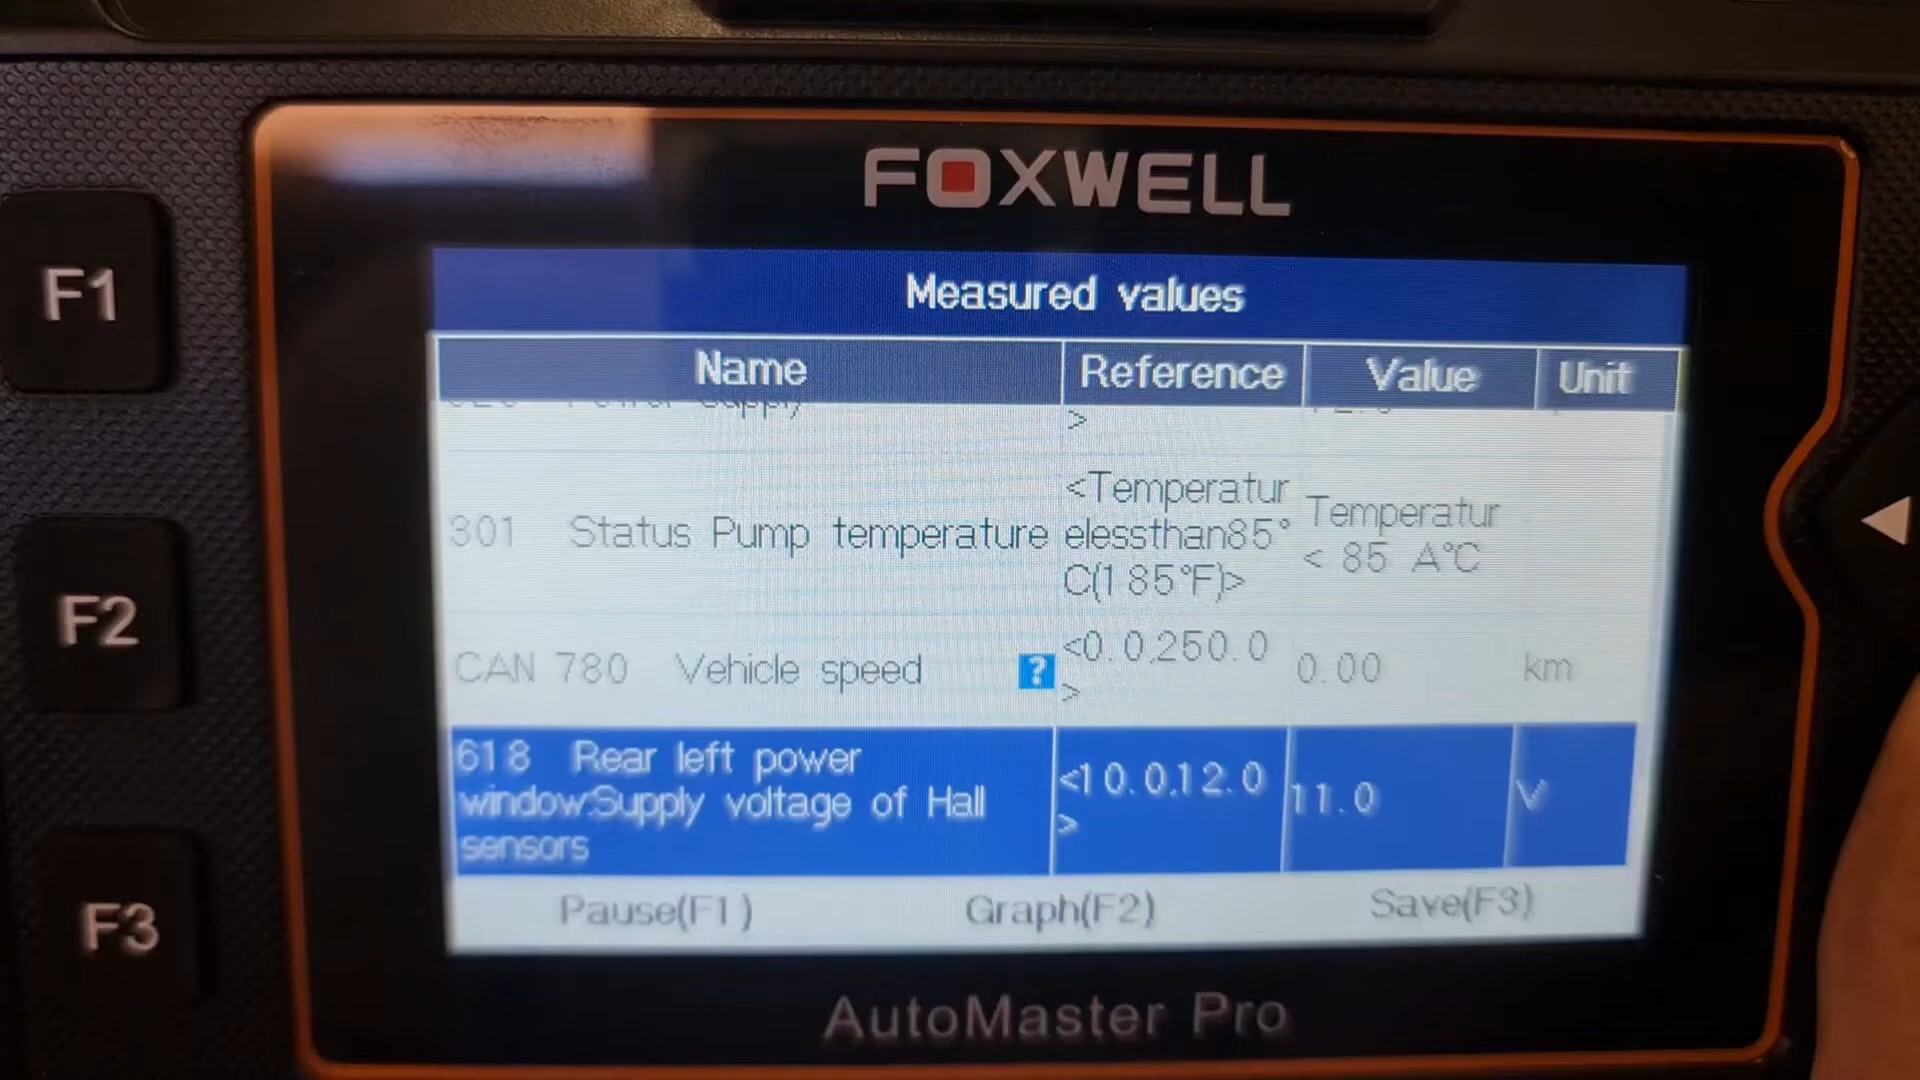 FOXWELL
Measured values
Name Reference Value Unit
Power Supply
>
301 Status Pump temperature
<Temperatur
elessthan85°
C(185°F)>
Temperatur
< 85 A°C
CAN 780 Vehicle speed ?
<0.0,250.0
>
0.00
km
618 Rear left power
window:Supply voltage of Hall
sensors
<10.0,12.0
>
11.0
V
Pause(F1) Graph(F2) Save(F3)
AutoMaster Pro
F1
F2
F3